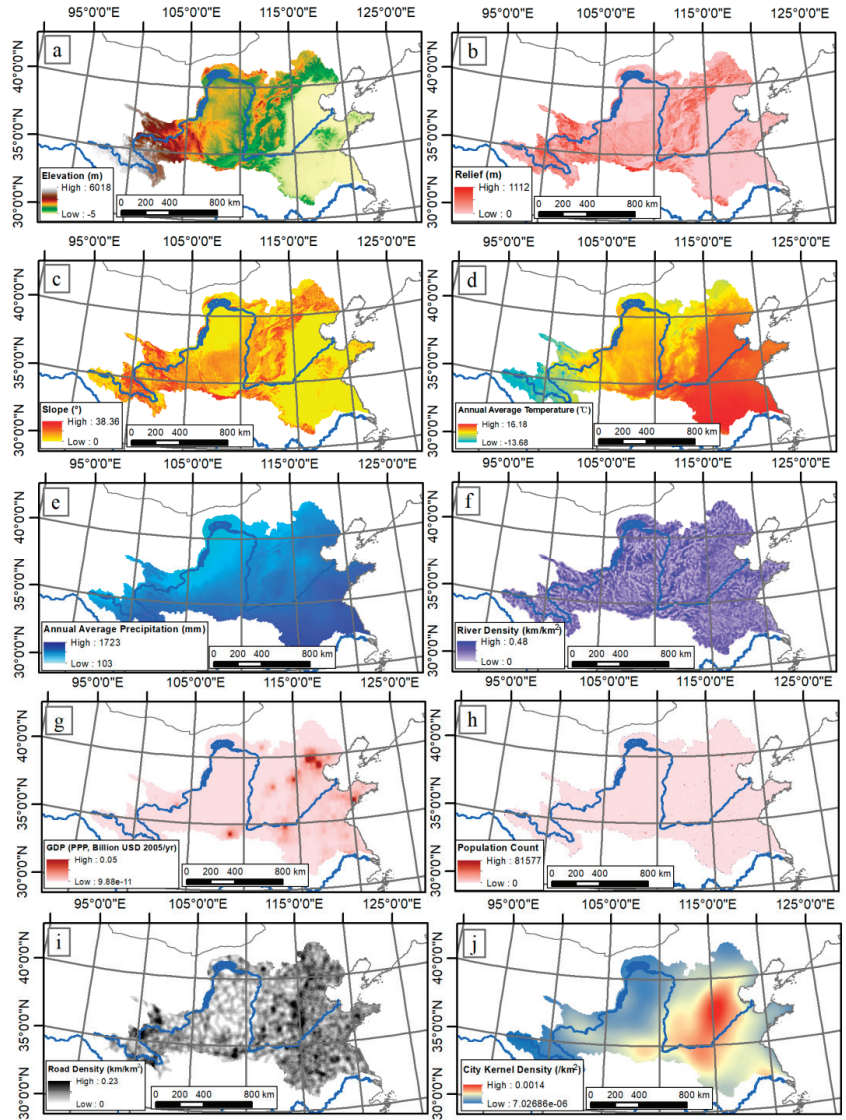 95°0'0"E 105°0'0"E 115°0'0"E 125°0'0"E 95°0'0"E 105°0'0"E 115°0'0"E 125°0'0"E
a
40°0'0"N
35°0'0"N
30°0'0"N
Elevation (m)
High : 6018
Low : -5
0 200 400 800 km
95°0'0"E 105°0'0"E 115°0'0"E 125°0'0"E
b
40°0'0"N
35°0'0"N
30°0'0"N
Relief (m)
High : 1112
Low : 0
0 200 400 800 km
95°0'0"E 105°0'0"E 115°0'0"E 125°0'0"E
c
40°0'0"N
35°0'0"N
30°0'0"N
Slope (°)
High : 38.36
Low : 0
0 200 400 800 km
95°0'0"E 105°0'0"E 115°0'0"E 125°0'0"E
d
40°0'0"N
35°0'0"N
30°0'0"N
Annual Average Temperature (℃)
High : 16.18
Low : -13.68
0 200 400 800 km
95°0'0"E 105°0'0"E 115°0'0"E 125°0'0"E
e
40°0'0"N
35°0'0"N
30°0'0"N
Annual Average Precipitation (mm)
High : 1723
Low : 103
0 200 400 800 km
95°0'0"E 105°0'0"E 115°0'0"E 125°0'0"E
f
40°0'0"N
35°0'0"N
30°0'0"N
River Density (km/km²)
High : 0.48
Low : 0
0 200 400 800 km
95°0'0"E 105°0'0"E 115°0'0"E 125°0'0"E
g
40°0'0"N
35°0'0"N
30°0'0"N
GDP (PPP, Billion USD 2005/yr)
High : 0.05
Low : 9.88e-11
0 200 400 800 km
95°0'0"E 105°0'0"E 115°0'0"E 125°0'0"E
h
40°0'0"N
35°0'0"N
30°0'0"N
Population Count
High : 81577
Low : 0
0 200 400 800 km
95°0'0"E 105°0'0"E 115°0'0"E 125°0'0"E
i
40°0'0"N
35°0'0"N
30°0'0"N
Road Density (km/km²)
High : 0.23
Low : 0
0 200 400 800 km
95°0'0"E 105°0'0"E 115°0'0"E 125°0'0"E
j
40°0'0"N
35°0'0"N
30°0'0"N
City Kernel Density (/km²)
High : 0.0014
Low : 7.02686e-06
0 200 400 800 km